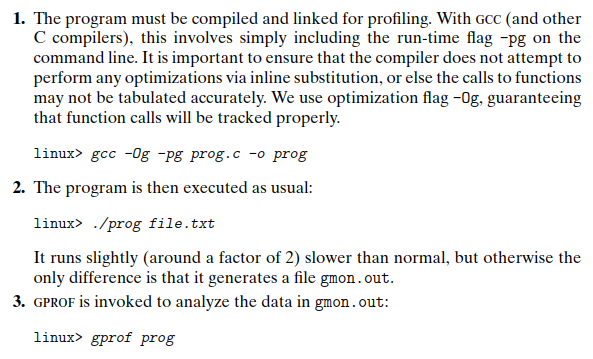 1. The program must be compiled and linked for profiling. With GCC (and other
C compilers), this involves simply including the run-time flag -pg on the
command line. It is important to ensure that the compiler does not attempt to
perform any optimizations via inline substitution, or else the calls to functions
may not be tabulated accurately. We use optimization flag -Og, guaranteeing
that function calls will be tracked properly.
linux> gcc -Og -pg prog.c -o prog
2. The program is then executed as usual:
linux> ./prog file.txt
It runs slightly (around a factor of 2) slower than normal, but otherwise the
only difference is that it generates a file gmon.out.
3. GPROF is invoked to analyze the data in gmon.out:
linux> gprof prog